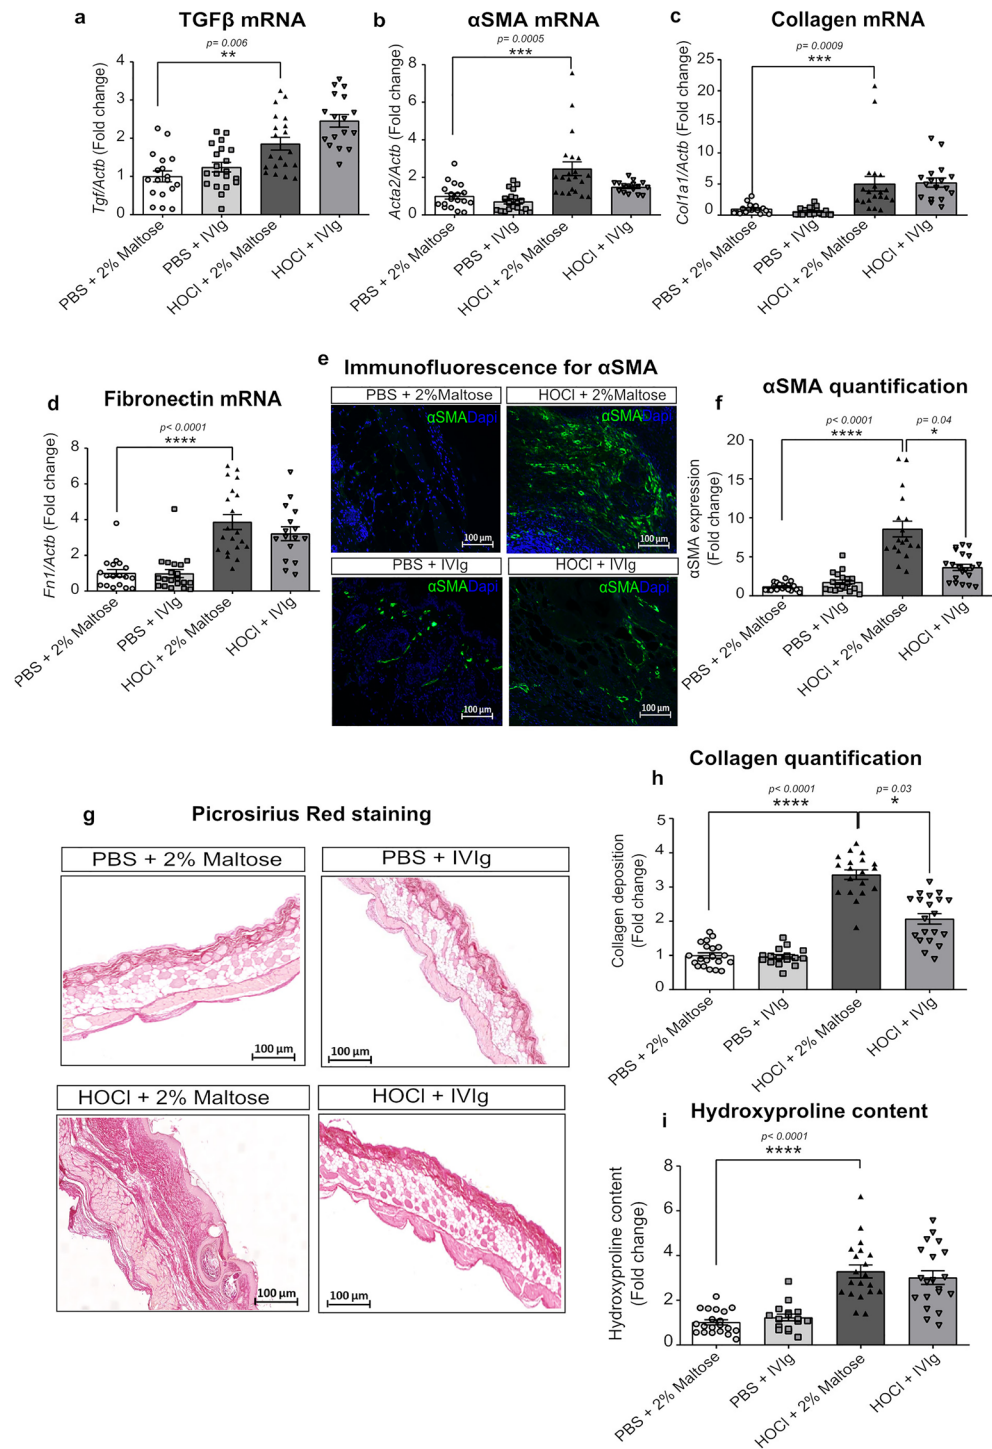 a
TGFβ mRNA
p= 0.006
**
Tgf/Actb (Fold change)
4
3
2
1
0
PBS + 2% Maltose
PBS + IVIg
HOCl + 2% Maltose
HOCl + IVIg
b
αSMA mRNA
p= 0.0005
***
Acta2/Actb (Fold change)
8
6
4
2
0
PBS + 2% Maltose
PBS + IVIg
HOCl + 2% Maltose
HOCl + IVIg
c
Collagen mRNA
p= 0.0009
***
Col1a1/Actb (Fold change)
25
20
15
10
5
0
PBS + 2% Maltose
PBS + IVIg
HOCl + 2% Maltose
HOCl + IVIg
d
Fibronectin mRNA
p< 0.0001
****
Fn1/Actb (Fold change)
8
6
4
2
0
PBS + 2% Maltose
PBS + IVIg
HOCl + 2% Maltose
HOCl + IVIg
e
Immunofluorescence for αSMA
PBS + 2%Maltose
αSMADapi
100 µm
HOCl + 2%Maltose
αSMADapi
100 µm
PBS + IVIg
αSMADapi
100 µm
HOCl + IVIg
αSMADapi
100 µm
f
αSMA quantification
p< 0.0001
****
p= 0.04
*
αSMA expression
(Fold change)
20
15
10
5
0
PBS + 2% Maltose
PBS + IVIg
HOCl + 2% Maltose
HOCl + IVIg
g
Picrosirius Red staining
PBS + 2% Maltose
100 µm
PBS + IVIg
100 µm
HOCl + 2% Maltose
100 µm
HOCl + IVIg
100 µm
h
Collagen quantification
p< 0.0001
****
p= 0.03
*
Collagen deposition
(Fold change)
5
4
3
2
1
0
PBS + 2% Maltose
PBS + IVIg
HOCl + 2% Maltose
HOCl + IVIg
i
Hydroxyproline content
p< 0.0001
****
Hydroxyproline content
(Fold change)
8
6
4
2
0
PBS + 2% Maltose
PBS + IVIg
HOCl + 2% Maltose
HOCl + IVIg